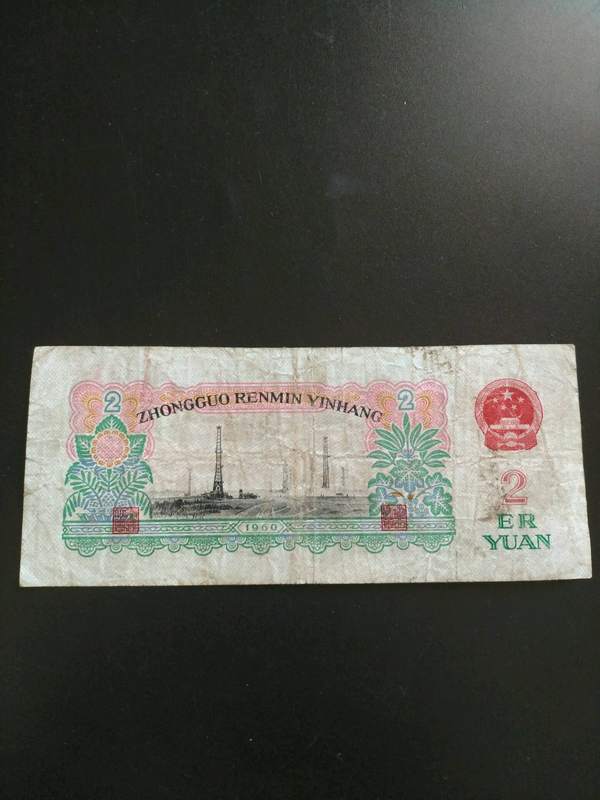 2
2
ZHONGGUO RENMIN YINHANG
1960
2
ER
YUAN